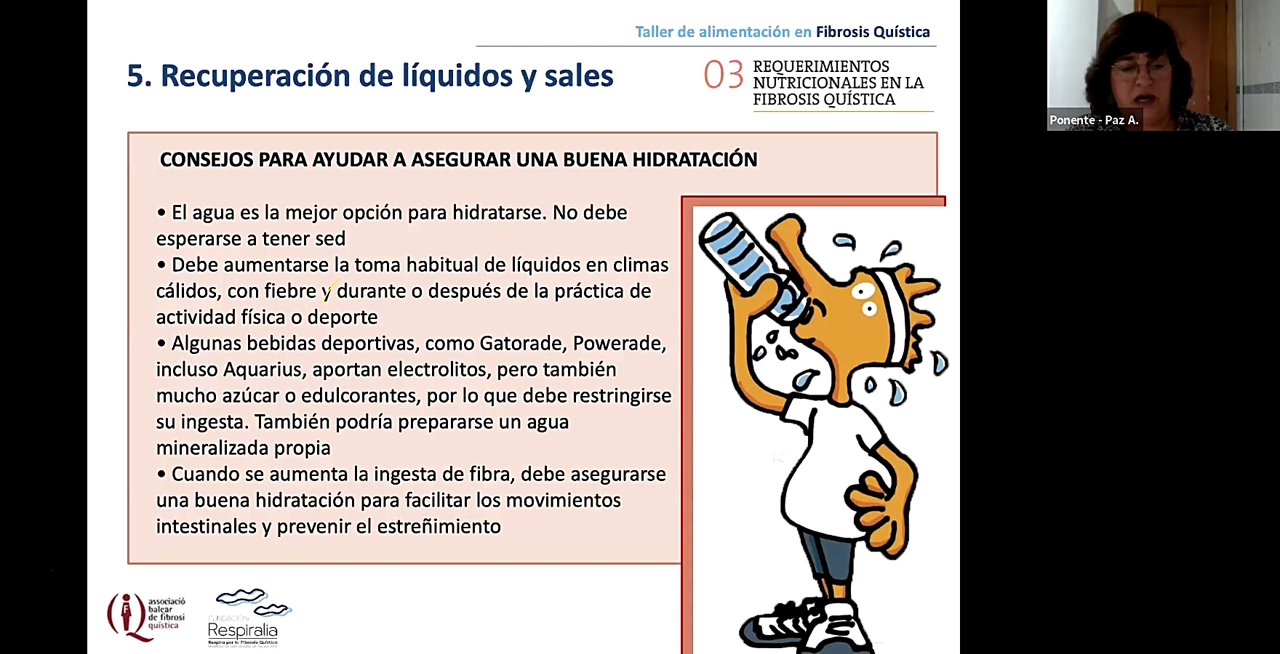 Taller de alimentación en Fibrosis Quística
5. Recuperación de líquidos y sales
03
REQUERIMIENTOS
NUTRICIONALES EN LA
FIBROSIS QUÍSTICA
Ponente - Paz A.
CONSEJOS PARA AYUDAR A ASEGURAR UNA BUENA HIDRATACIÓN
• El agua es la mejor opción para hidratarse. No debe
esperarse a tener sed
• Debe aumentarse la toma habitual de líquidos en climas
cálidos, con fiebre y durante o después de la práctica de
actividad física o deporte
• Algunas bebidas deportivas, como Gatorade, Powerade,
incluso Aquarius, aportan electrolitos, pero también
mucho azúcar o edulcorantes, por lo que debe restringirse
su ingesta. También podría prepararse un agua
mineralizada propia
• Cuando se aumenta la ingesta de fibra, debe asegurarse
una buena hidratación para facilitar los movimientos
intestinales y prevenir el estreñimiento
associació
balear
de fibrosi
quística
FUNDACIÓN
Respiralia
Respira por la Fibrosis Quística